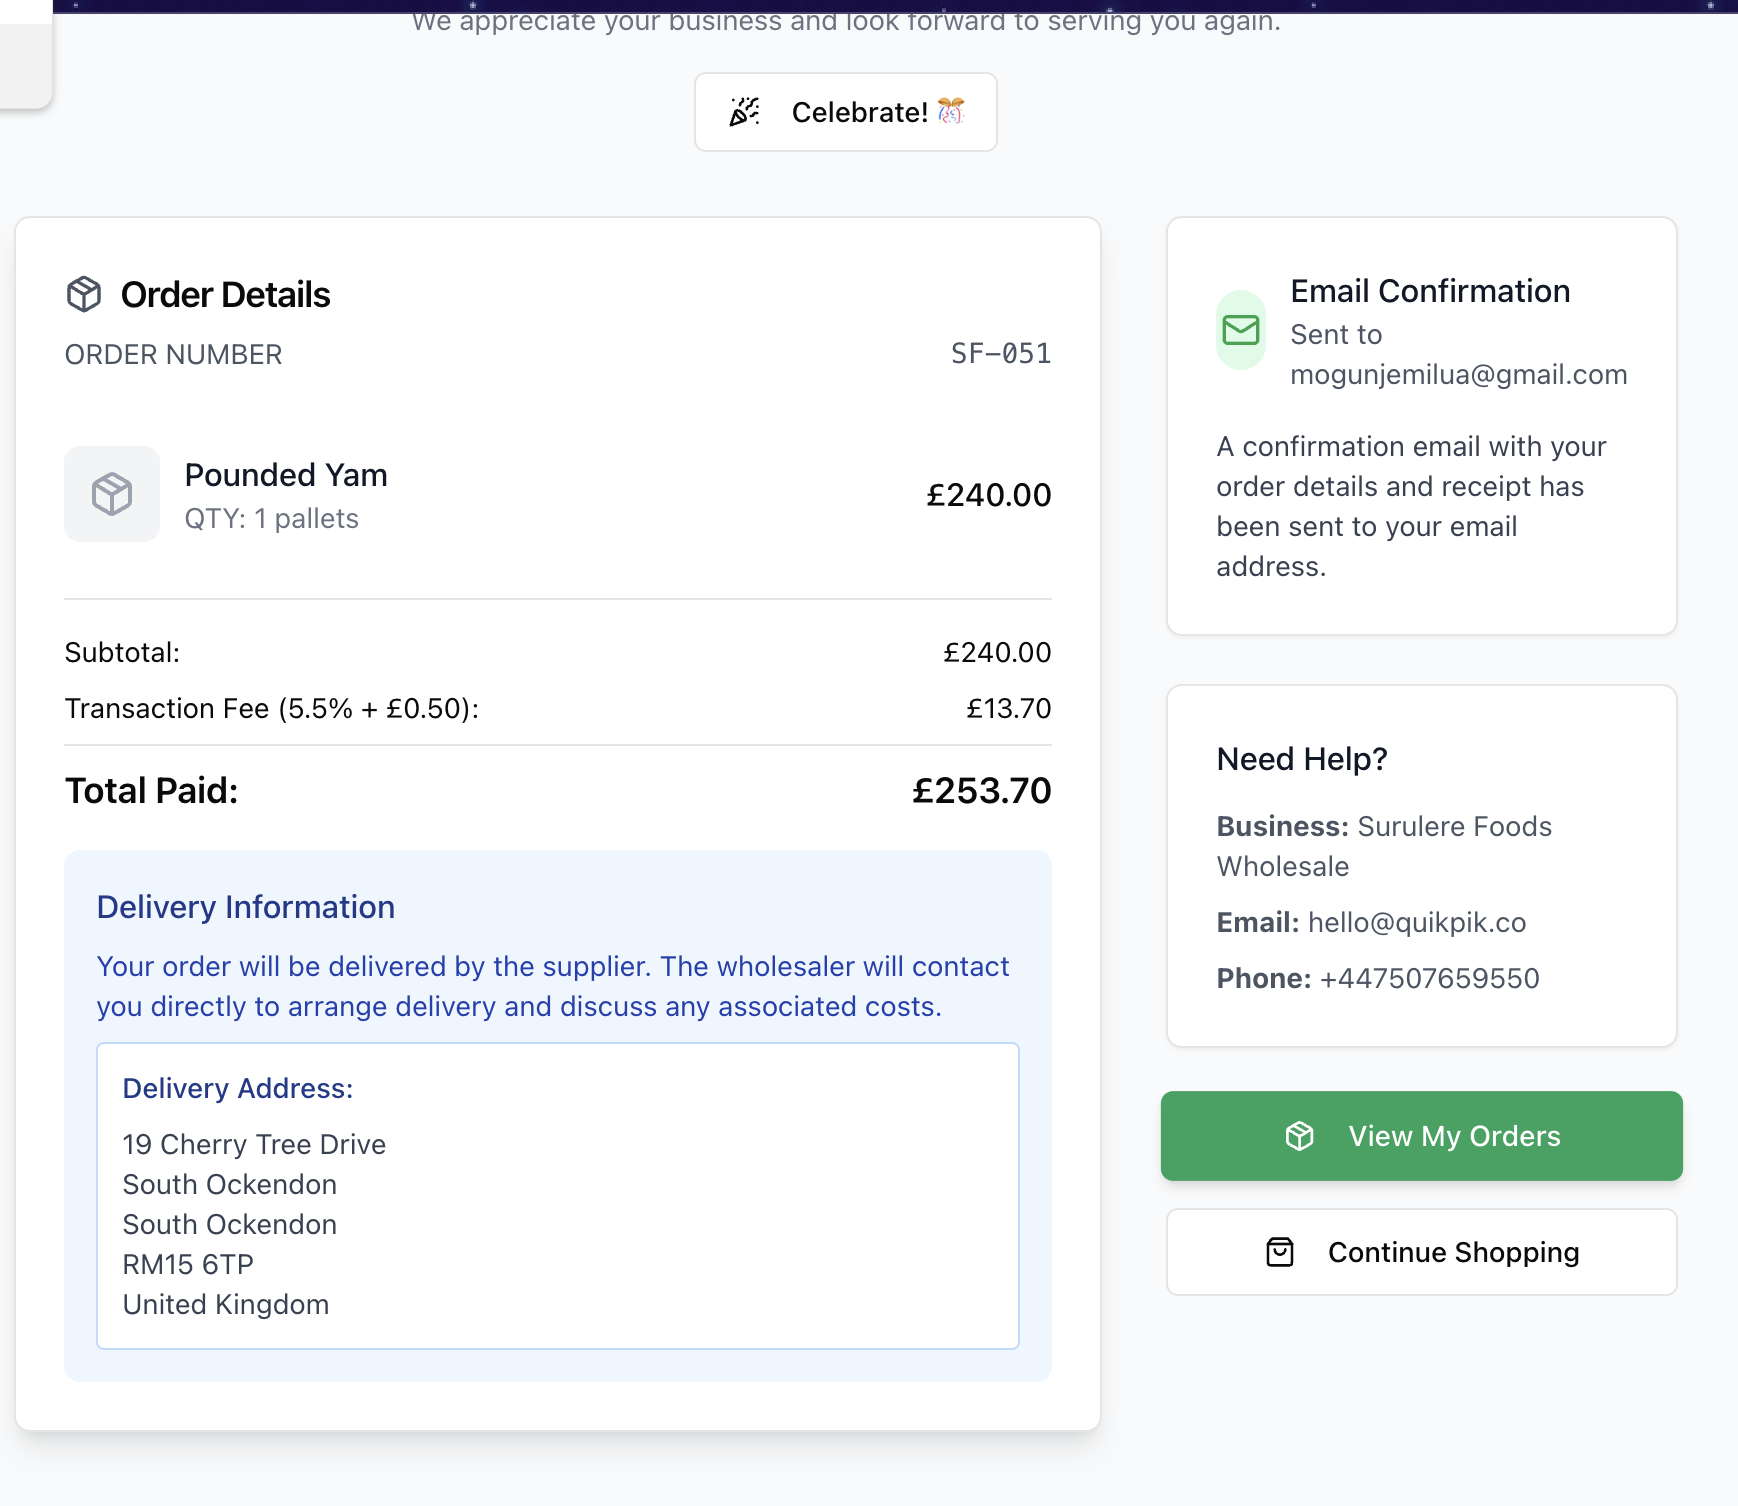 We appreciate your business and look forward to serving you again.
Celebrate! 🎊
Order Details
ORDER NUMBER
SF-051
Pounded Yam
QTY: 1 pallets
£240.00
Subtotal:
£240.00
Transaction Fee (5.5% + £0.50):
£13.70
Total Paid:
£253.70
Delivery Information
Your order will be delivered by the supplier. The wholesaler will contact
you directly to arrange delivery and discuss any associated costs.
Delivery Address:
19 Cherry Tree Drive
South Ockendon
South Ockendon
RM15 6TP
United Kingdom
Email Confirmation
Sent to
mogunjemilua@gmail.com
A confirmation email with your
order details and receipt has
been sent to your email
address.
Need Help?
Business: Surulere Foods
Wholesale
Email: hello@quikpik.co
Phone: +447507659550
View My Orders
Continue Shopping